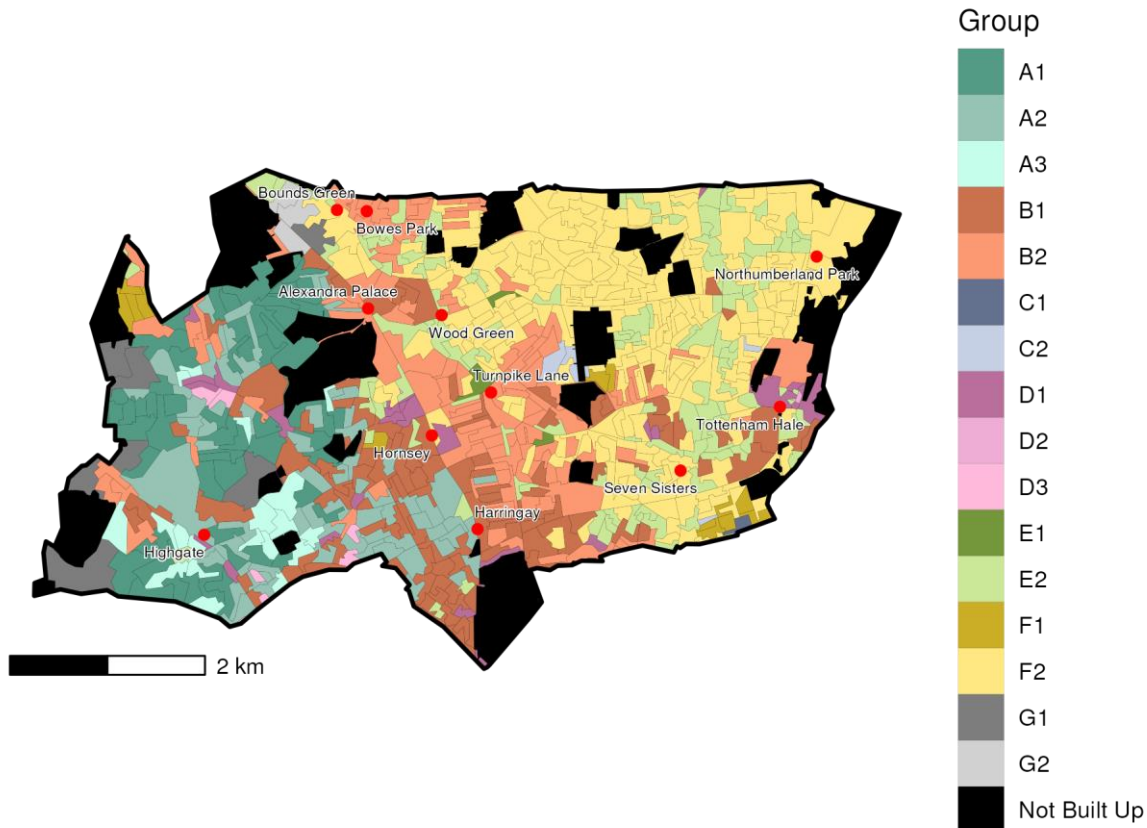 Group
A1
A2
A3
B1
B2
C1
C2
D1
D2
D3
E1
E2
F1
F2
G1
G2
Not Built Up
Bounds Green
Bowes Park
Northumberland Park
Alexandra Palace
Wood Green
Turnpike Lane
Tottenham Hale
Hornsey
Seven Sisters
Harringay
Highgate
2 km